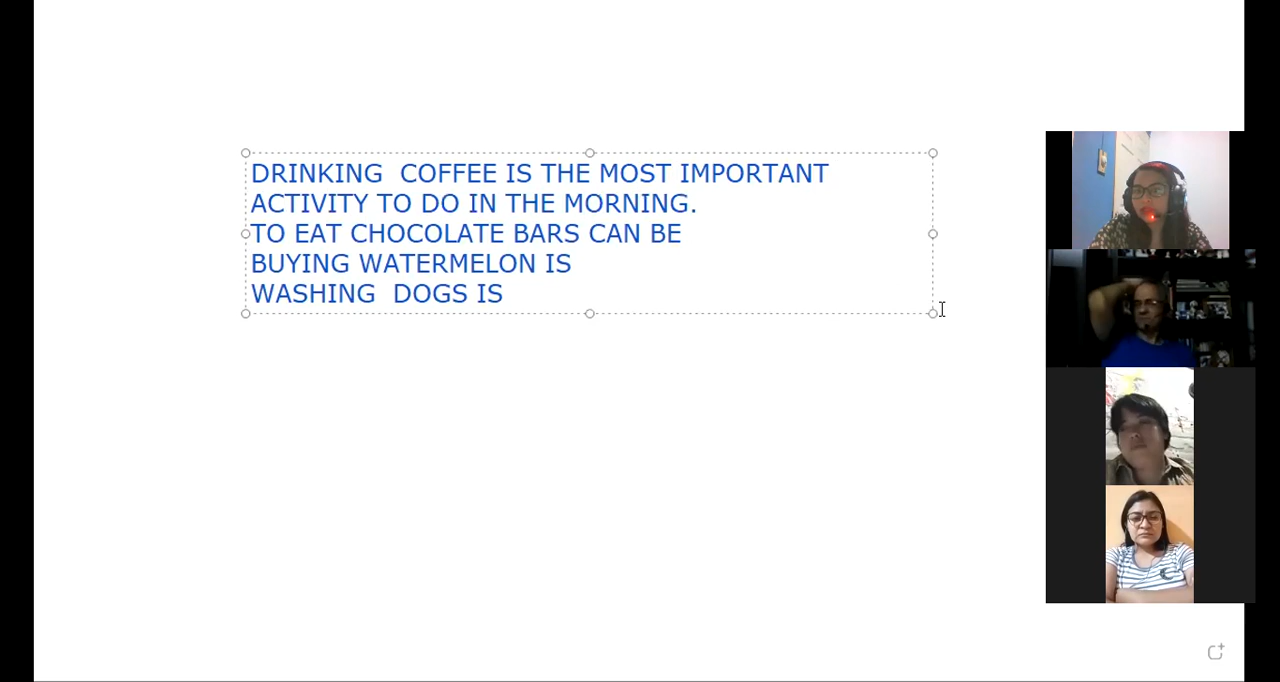 DRINKING  COFFEE IS THE MOST IMPORTANT
ACTIVITY TO DO IN THE MORNING.
TO EAT CHOCOLATE BARS CAN BE
BUYING WATERMELON IS
WASHING  DOGS IS